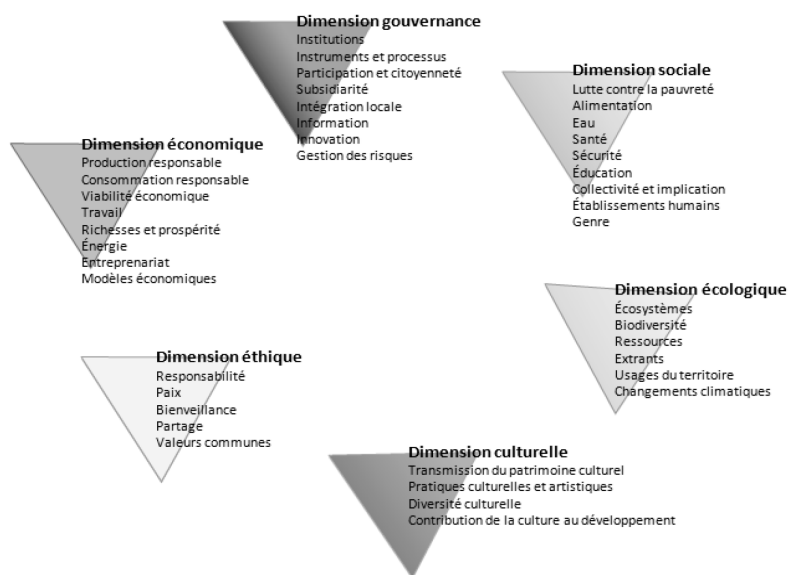 Dimension gouvernance
Institutions
Instruments et processus
Participation et citoyenneté
Subsidiarité
Intégration locale
Information
Innovation
Gestion des risques
Dimension sociale
Lutte contre la pauvreté
Alimentation
Eau
Santé
Sécurité
Éducation
Collectivité et implication
Établissements humains
Genre
Dimension économique
Production responsable
Consommation responsable
Viabilité économique
Travail
Richesses et prospérité
Énergie
Entreprenariat
Modèles économiques
Dimension écologique
Écosystèmes
Biodiversité
Ressources
Extrants
Usages du territoire
Changements climatiques
Dimension éthique
Responsabilité
Paix
Bienveillance
Partage
Valeurs communes
Dimension culturelle
Transmission du patrimoine culturel
Pratiques culturelles et artistiques
Diversité culturelle
Contribution de la culture au développement